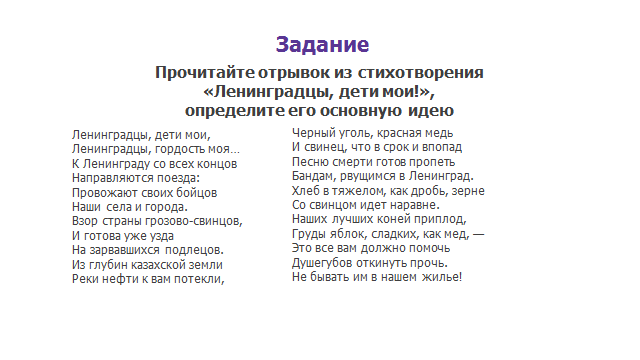 Задание
Прочитайте отрывок из стихотворения
«Ленинградцы, дети мои!»,
определите его основную идею
Ленинградцы, дети мои,
Ленинградцы, гордость моя…
К Ленинграду со всех концов
Направляются поезда:
Провожают своих бойцов
Наши села и города.
Взор страны грозово-свинцов,
И готова уже узда
На зарвавшихся подлецов.
Из глубин казахской земли
Реки нефти к вам потекли,
Черный уголь, красная медь
И свинец, что в срок и впопад
Песню смерти готов пропеть
Бандам, рвущимся в Ленинград.
Хлеб в тяжелом, как дробь, зерне
Со свинцом идет наравне.
Наших лучших коней приплод,
Груды яблок, сладких, как мед, —
Это все вам должно помочь
Душегубов откинуть прочь.
Не бывать им в нашем жилье!